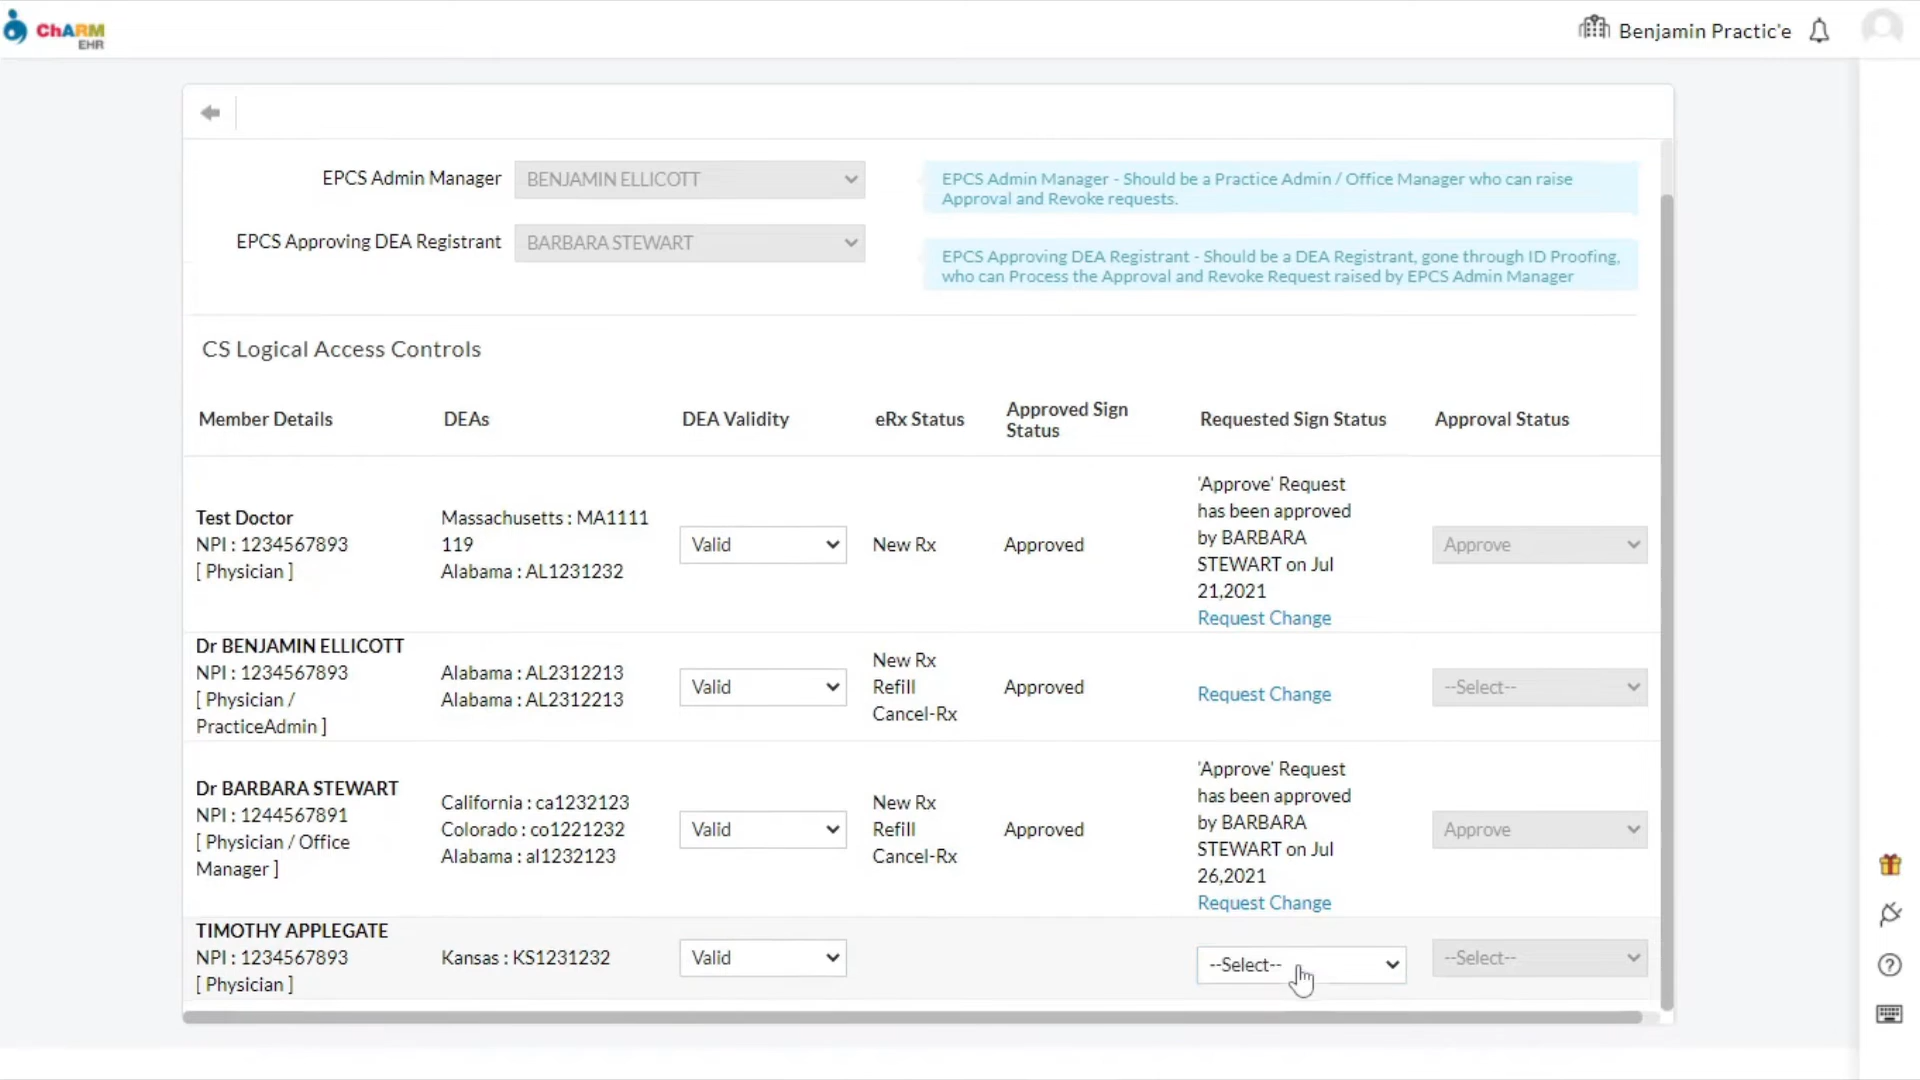 ChARM
EHR
Benjamin Practic'e
EPCS Admin Manager
BENJAMIN ELLICOTT
EPCS Admin Manager - Should be a Practice Admin / Office Manager who can raise
Approval and Revoke requests.
EPCS Approving DEA Registrant
BARBARA STEWART
EPCS Approving DEA Registrant - Should be a DEA Registrant, gone through ID Proofing,
who can Process the Approval and Revoke Request raised by EPCS Admin Manager
CS Logical Access Controls
Member Details
DEAs
DEA Validity
eRx Status
Approved Sign
Status
Requested Sign Status
Approval Status
Test Doctor
NPI : 1234567893
[ Physician ]
Massachusetts : MA1111
119
Alabama : AL1231232
Valid
New Rx
Approved
'Approve' Request
has been approved
by BARBARA
STEWART on Jul
21,2021
Request Change
Approve
Dr BENJAMIN ELLICOTT
NPI : 1234567893
[ Physician /
PracticeAdmin ]
Alabama : AL2312213
Alabama : AL2312213
Valid
New Rx
Refill
Cancel-Rx
Approved
Request Change
--Select--
Dr BARBARA STEWART
NPI : 1244567891
[ Physician / Office
Manager ]
California : ca1232123
Colorado : co1221232
Alabama : al1232123
Valid
New Rx
Refill
Cancel-Rx
Approved
'Approve' Request
has been approved
by BARBARA
STEWART on Jul
26,2021
Request Change
Approve
TIMOTHY APPLEGATE
NPI : 1234567893
[ Physician ]
Kansas : KS1231232
Valid
--Select--
--Select--